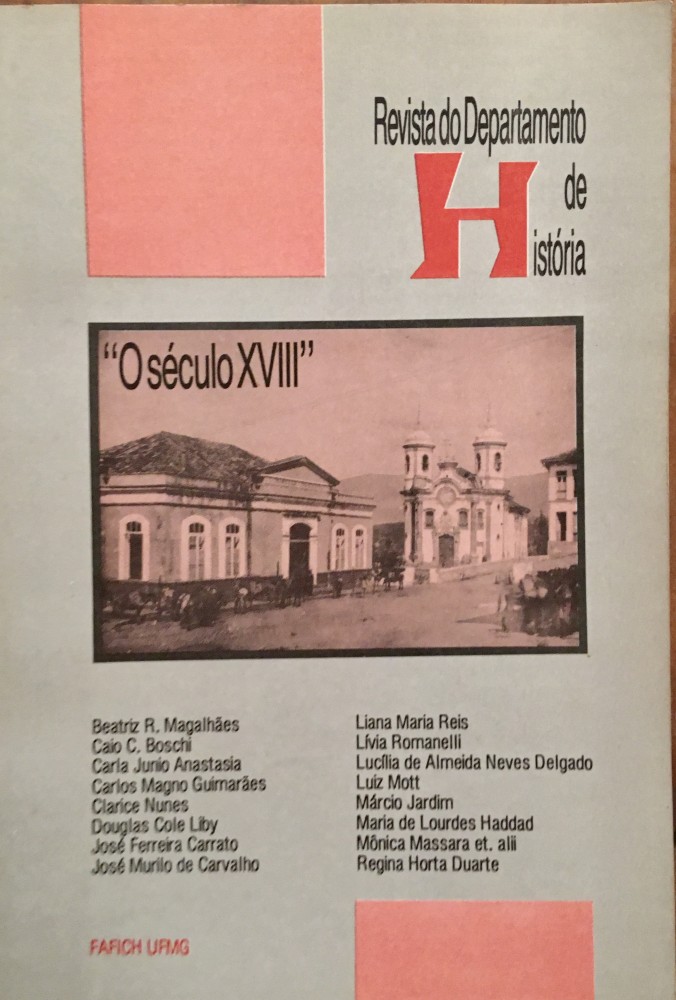 Revista do Departamento
de
História
“O século XVIII”
Beatriz R. Magalhães
Caio C. Boschi
Carla Junio Anastasia
Carlos Magno Guimarães
Clarice Nunes
Douglas Cole Liby
José Ferreira Carrato
José Murilo de Carvalho
Liana Maria Reis
Lívia Romanelli
Lucília de Almeida Neves Delgado
Luiz Mott
Márcio Jardim
Maria de Lourdes Haddad
Mônica Massara et. alii
Regina Horta Duarte
FAFICH UFMG